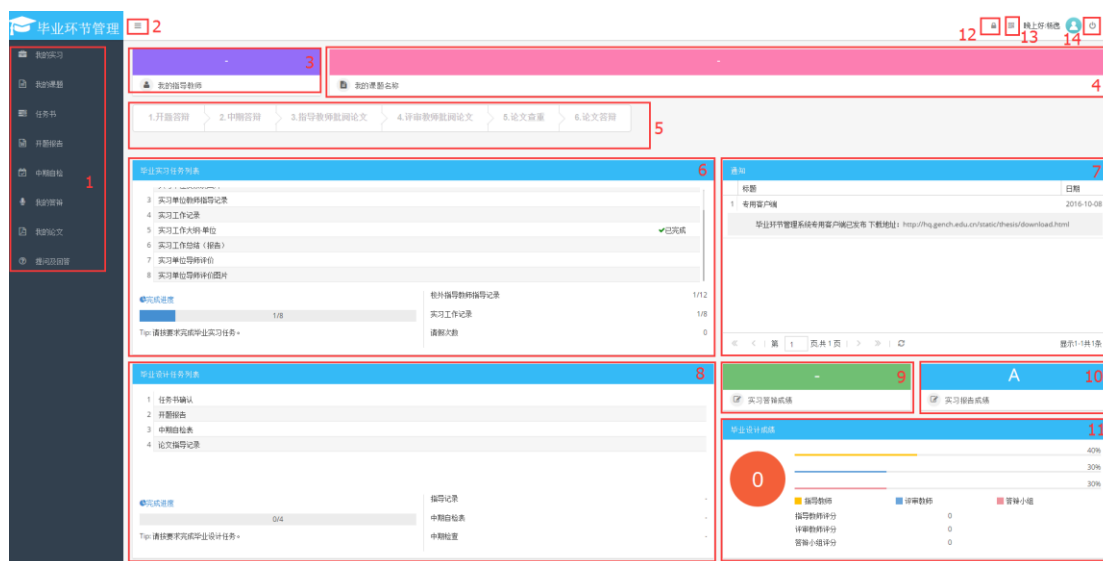 毕业环节管理
2
12
13
晚上好:杨逸
14
我的实习
我的课题
任务书
开题报告
中期自检
1
我的答辩
我的论文
提问及回答
-
3
我的指导教师
-
我的课题名称
4
1.开题答辩
2.中期答辩
3.指导教师批阅论文
4.评审教师批阅论文
5.论文查重
6.论文答辩
5
毕业实习任务列表
6
3 实习单位教师指导记录
4 实习工作记录
5 实习工作大纲-单位 ✔已完成
6 实习工作总结（报告）
7 实习单位导师评价
8 实习单位导师评价图片
完成进度
1/8
Tip: 请按要求完成毕业实习任务。
校外指导教师指导记录 1/12
实习工作记录 1/8
请假次数 0
通知
7
标题 日期
1 专用客户端 2016-10-08
毕业环节管理系统专用客户端已发布 下载地址：http://hq.gench.edu.cn/static/thesis/download.html
第 1 页,共1页
显示1-1共1条
毕业设计任务列表
8
1 任务书确认
2 开题报告
3 中期自检表
4 论文指导记录
完成进度
0/4
Tip: 请按要求完成毕业设计任务。
指导记录 -
中期自检表 -
中期检查 -
-
9
实习答辩成绩
A
10
实习报告成绩
毕业设计成绩
11
0
40%
30%
30%
指导教师
评审教师
答辩小组
指导教师评分 0
评审教师评分 0
答辩小组评分 0